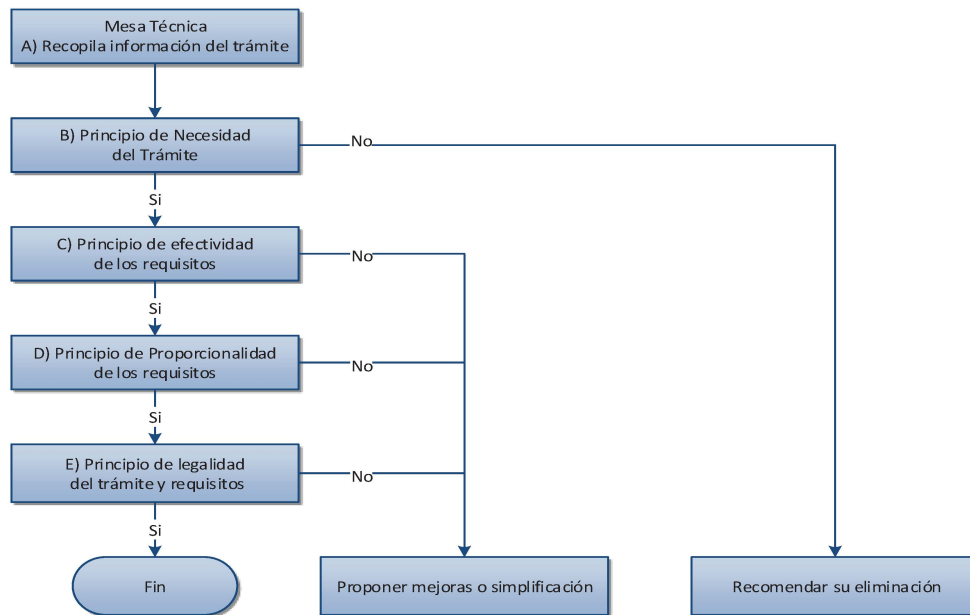 Mesa Técnica
A) Recopila información del trámite
B) Principio de Necesidad
del Trámite
No
Si
C) Principio de efectividad
de los requisitos
No
Si
D) Principio de Proporcionalidad
de los requisitos
No
Si
E) Principio de legalidad
del trámite y requisitos
No
Si
Fin
Proponer mejoras o simplificación
Recomendar su eliminación